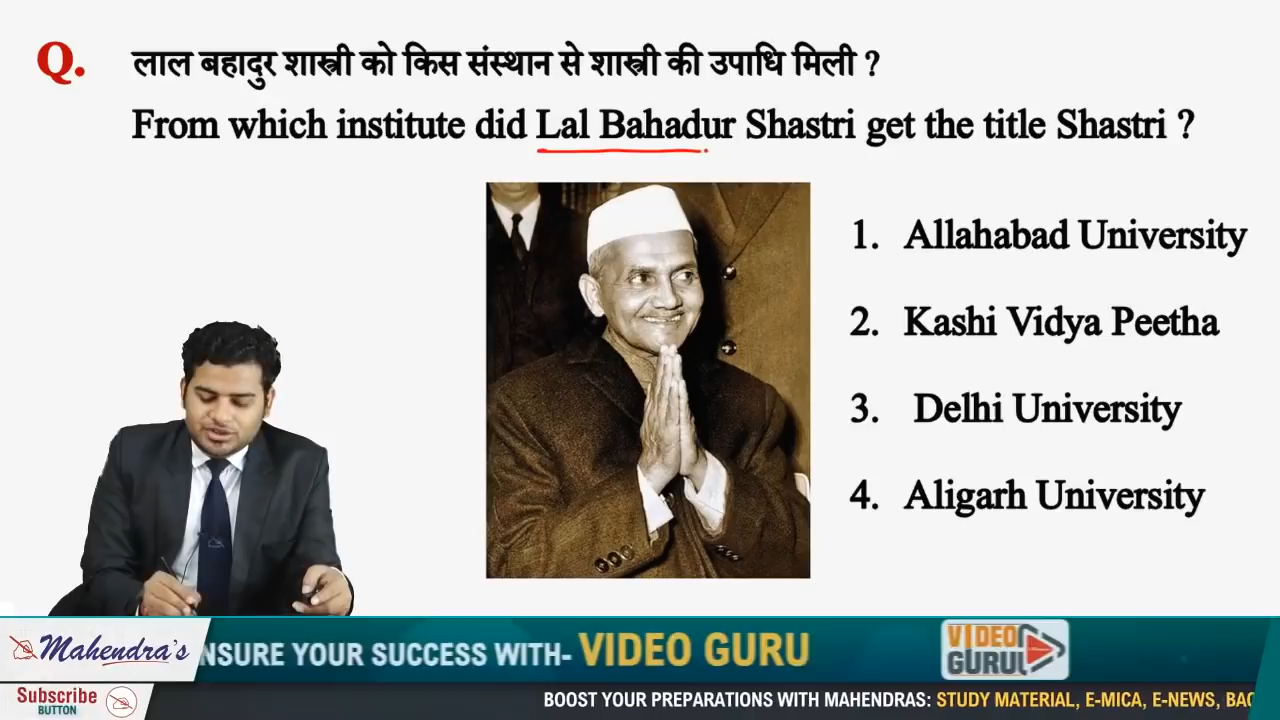 Q. लाल बहादुर शास्त्री को किस संस्थान से शास्त्री की उपाधि मिली ?
From which institute did Lal Bahadur Shastri get the title Shastri ?
1. Allahabad University
2. Kashi Vidya Peetha
3. Delhi University
4. Aligarh University
Mahendra's
NSURE YOUR SUCCESS WITH- VIDEO GURU
VIDEO GURU
Subscribe
BUTTON
BOOST YOUR PREPARATIONS WITH MAHENDRAS: STUDY MATERIAL, E-MICA, E-NEWS, BAC